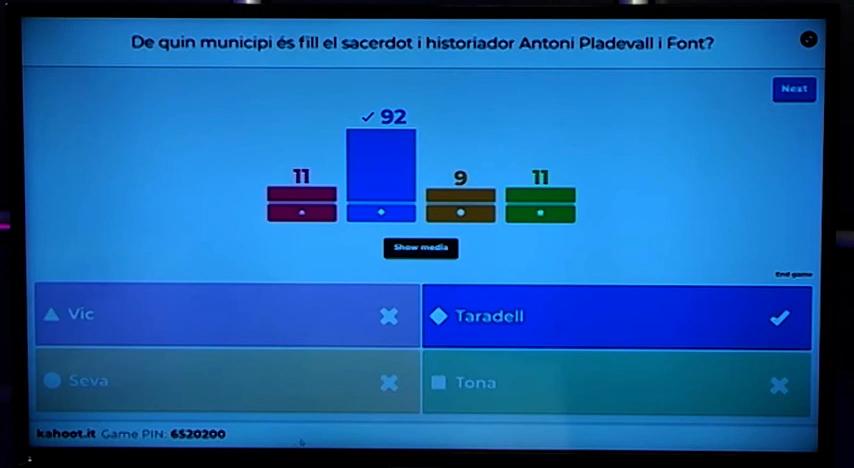 De quin municipi és fill el sacerdot i historiador Antoni Pladevall i Font?
Next
92
11
9
11
Show media
End game
Vic
Taradell
Seva
Tona
kahoot.it Game PIN: 6520200